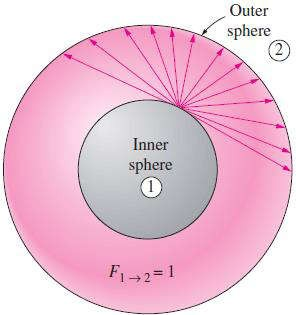 Outer
sphere
②
Inner
sphere
①
F₁→₂ = 1